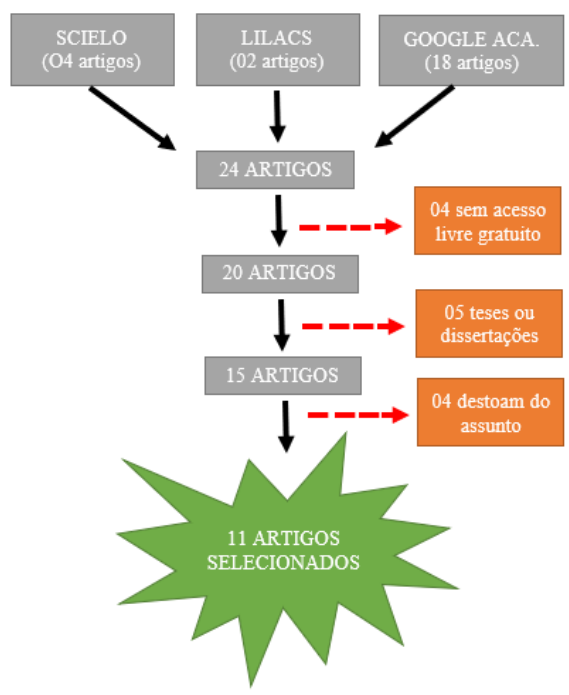 SCIELO
(O4 artigos)
LILACS
(02 artigos)
GOOGLE ACA.
(18 artigos)
24 ARTIGOS
04 sem acesso
livre gratuito
20 ARTIGOS
05 teses ou
dissertações
15 ARTIGOS
04 destoam do
assunto
11 ARTIGOS
SELECIONADOS